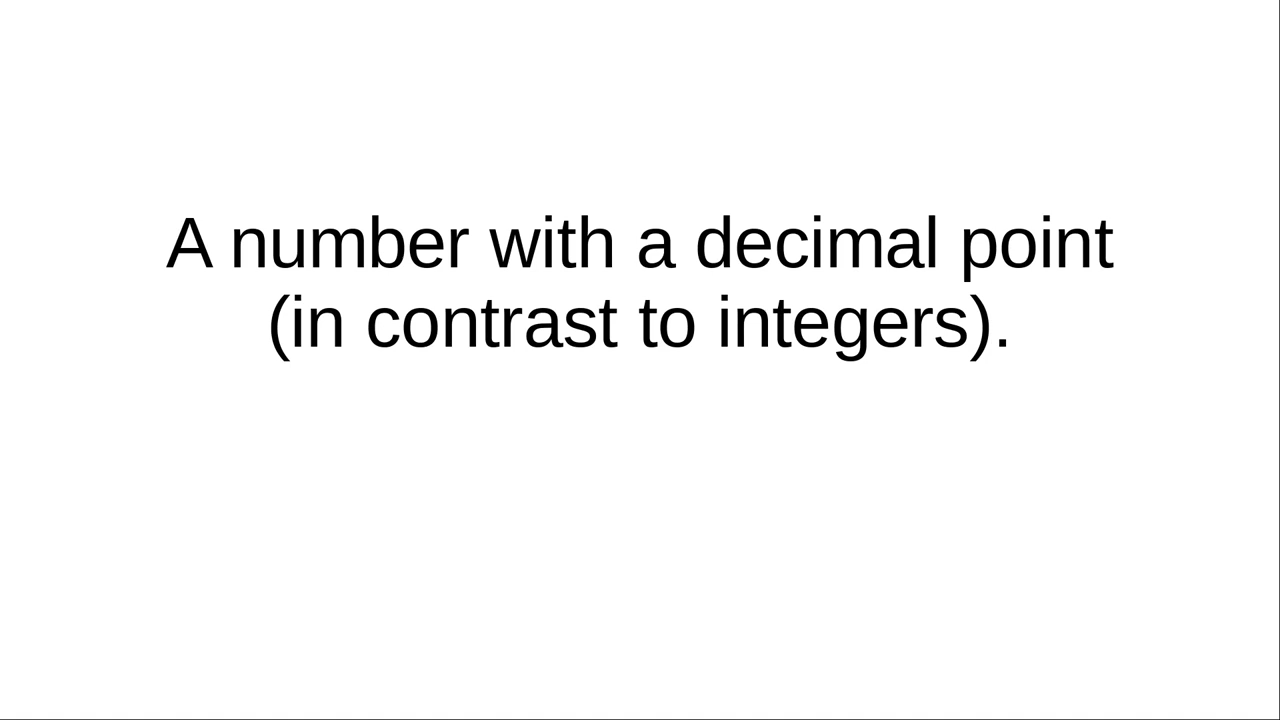 A number with a decimal point
(in contrast to integers).